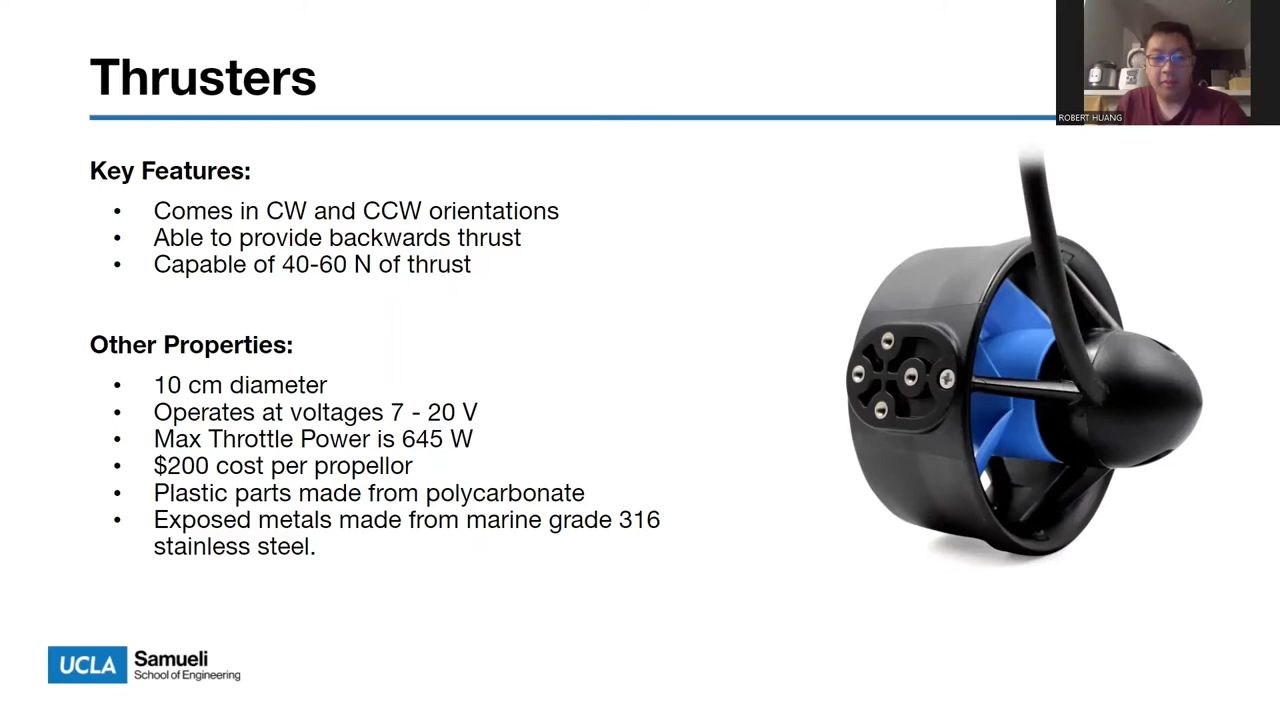 Thrusters
ROBERT HUANG
Key Features:
• Comes in CW and CCW orientations
• Able to provide backwards thrust
• Capable of 40-60 N of thrust
Other Properties:
• 10 cm diameter
• Operates at voltages 7 - 20 V
• Max Throttle Power is 645 W
• $200 cost per propellor
• Plastic parts made from polycarbonate
• Exposed metals made from marine grade 316
stainless steel.
UCLA Samueli
School of Engineering